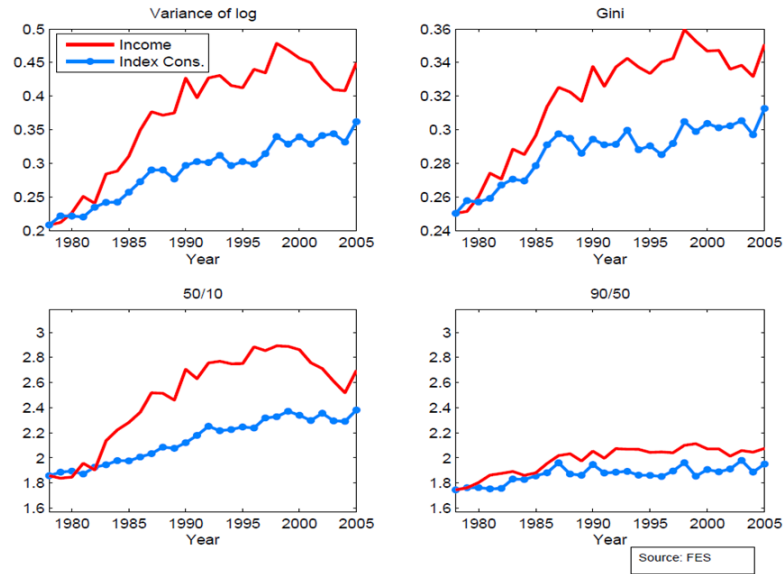 Variance of log
0.5
0.45
0.4
0.35
0.3
0.25
0.2
Income
Index Cons.
1980 1985 1990 1995 2000 2005
Year
Gini
0.36
0.34
0.32
0.3
0.28
0.26
0.24
1980 1985 1990 1995 2000 2005
Year
50/10
3
2.8
2.6
2.4
2.2
2
1.8
1.6
1980 1985 1990 1995 2000 2005
Year
90/50
3
2.8
2.6
2.4
2.2
2
1.8
1.6
1980 1985 1990 1995 2000 2005
Year
Source: FES